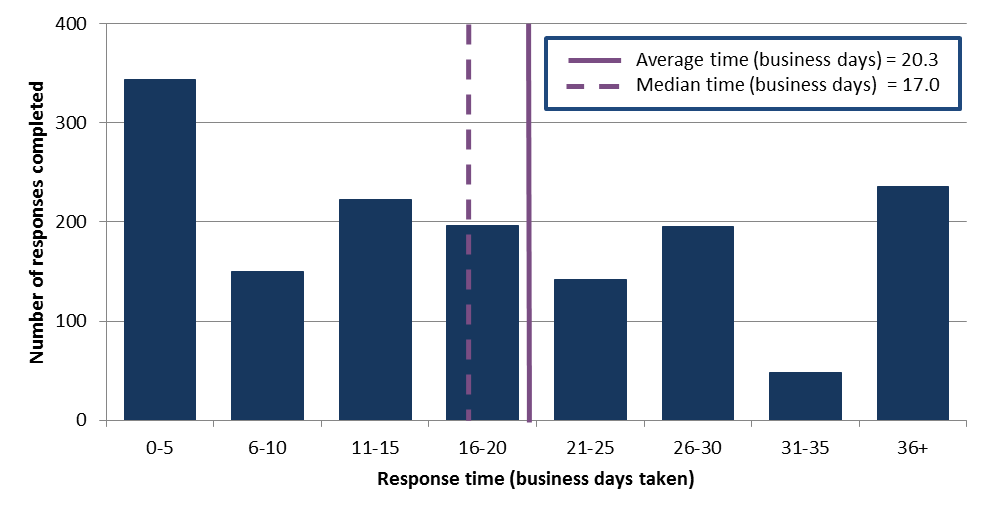 400
300
200
100
0
Number of responses completed
Average time (business days) = 20.3
Median time (business days) = 17.0
0-5 6-10 11-15 16-20 21-25 26-30 31-35 36+
Response time (business days taken)